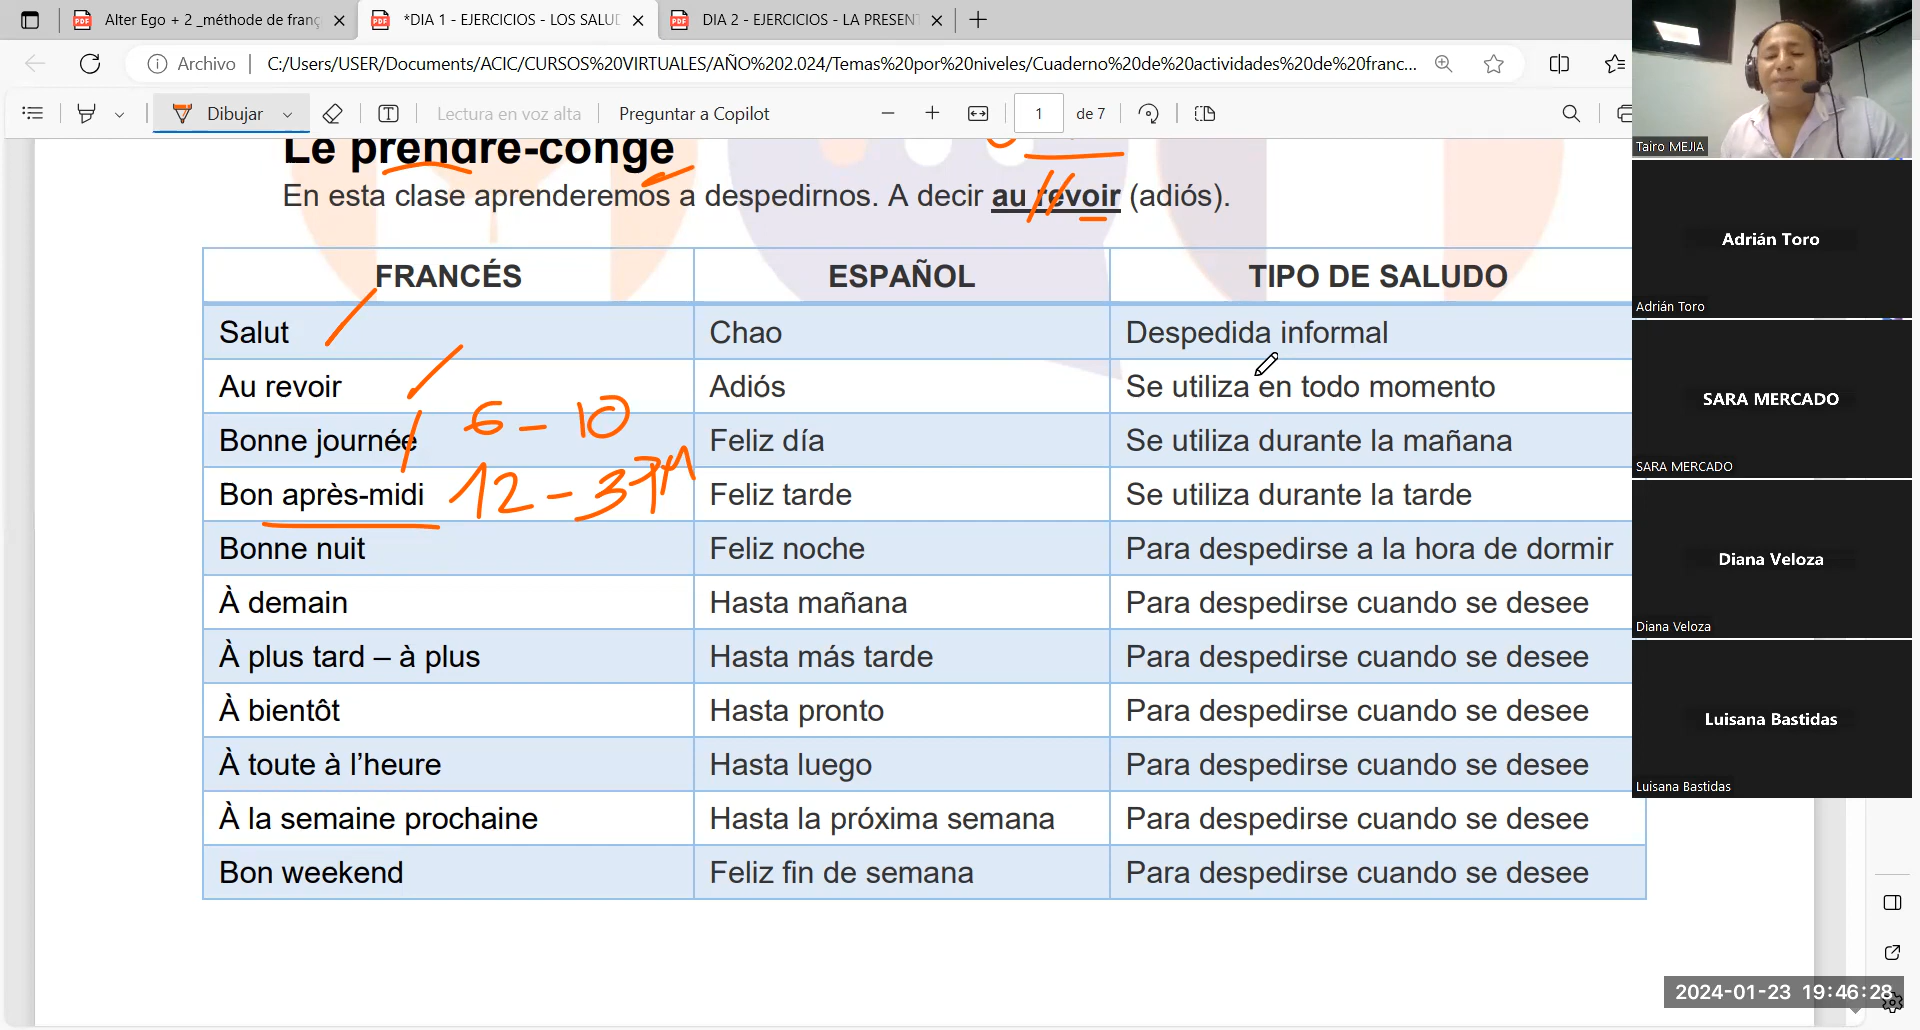 Alter Ego + 2 _méthode de franç
*DIA 1 - EJERCICIOS - LOS SALUD
DIA 2 - EJERCICIOS - LA PRESENT
Archivo
C:/Users/USER/Documents/ACIC/CURSOS%20VIRTUALES/AÑO%202.024/Temas%20por%20niveles/Cuaderno%20de%20actividades%20de%20franc...
Dibujar
Lectura en voz alta
Preguntar a Copilot
1
de 7
Le prendre-congé
En esta clase aprenderemos a despedirnos. A decir au revoir (adiós).
FRANCÉS ESPAÑOL TIPO DE SALUDO
Salut Chao Despedida informal
Au revoir Adiós Se utiliza en todo momento
Bonne journée 6 – 10 Feliz día Se utiliza durante la mañana
Bon après-midi 12 – 3 PM Feliz tarde Se utiliza durante la tarde
Bonne nuit Feliz noche Para despedirse a la hora de dormir
À demain Hasta mañana Para despedirse cuando se desee
À plus tard – à plus Hasta más tarde Para despedirse cuando se desee
À bientôt Hasta pronto Para despedirse cuando se desee
À toute à l’heure Hasta luego Para despedirse cuando se desee
À la semaine prochaine Hasta la próxima semana Para despedirse cuando se desee
Bon weekend Feliz fin de semana Para despedirse cuando se desee
Tairo MEJIA
Adrián Toro
Adrián Toro
SARA MERCADO
SARA MERCADO
Diana Veloza
Diana Veloza
Luisana Bastidas
Luisana Bastidas
2024-01-23 19:46:28